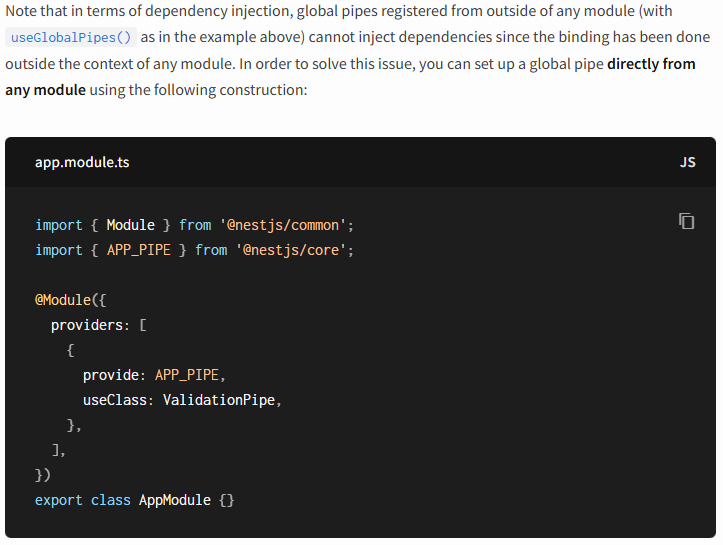 Note that in terms of dependency injection, global pipes registered from outside of any module (with
useGlobalPipes() as in the example above) cannot inject dependencies since the binding has been done
outside the context of any module. In order to solve this issue, you can set up a global pipe directly from
any module using the following construction:
app.module.ts JS
import { Module } from '@nestjs/common';
import { APP_PIPE } from '@nestjs/core';
@Module({
  providers: [
    {
      provide: APP_PIPE,
      useClass: ValidationPipe,
    },
  ],
})
export class AppModule {}